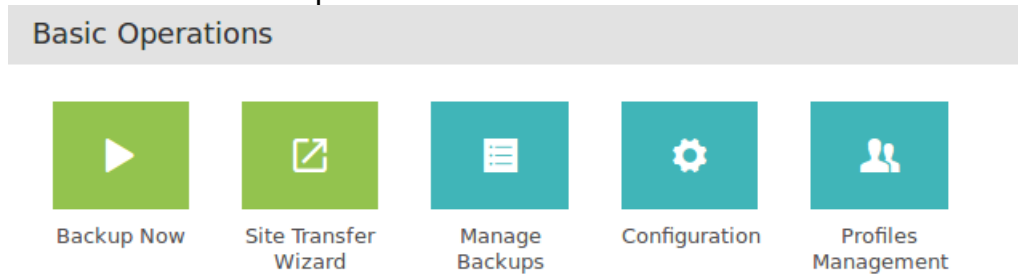 Basic Operations
Backup Now
Site Transfer
Wizard
Manage
Backups
Configuration
Profiles
Management